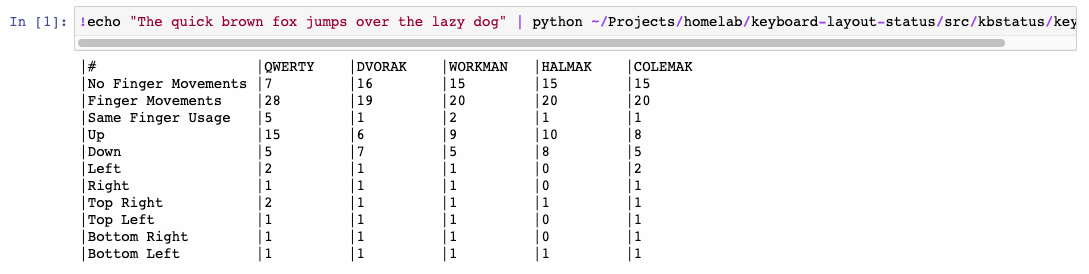 In [1]: !echo "The quick brown fox jumps over the lazy dog" | python ~/Projects/homelab/keyboard-layout-status/src/kbstatus/key
|# |QWERTY |DVORAK |WORKMAN |HALMAK |COLEMAK
|No Finger Movements |7 |16 |15 |15 |15
|Finger Movements |28 |19 |20 |20 |20
|Same Finger Usage |5 |1 |2 |1 |1
|Up |15 |6 |9 |10 |8
|Down |5 |7 |5 |8 |5
|Left |2 |1 |1 |0 |2
|Right |1 |1 |1 |0 |1
|Top Right |2 |1 |1 |1 |1
|Top Left |1 |1 |1 |0 |1
|Bottom Right |1 |1 |1 |0 |1
|Bottom Left |1 |1 |1 |1 |1